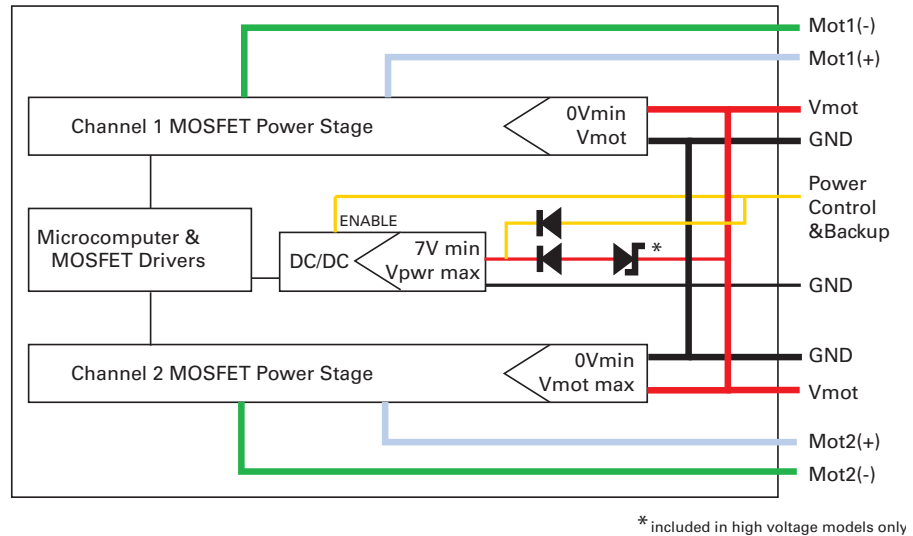 Mot1(-)
Mot1(+)
Channel 1 MOSFET Power Stage
0Vmin
Vmot
Vmot
GND
Power
Control
&Backup
ENABLE
Microcomputer &
MOSFET Drivers
DC/DC
7V min
Vpwr max
*
GND
Channel 2 MOSFET Power Stage
0Vmin
Vmot max
GND
Vmot
Mot2(+)
Mot2(-)
* included in high voltage models only